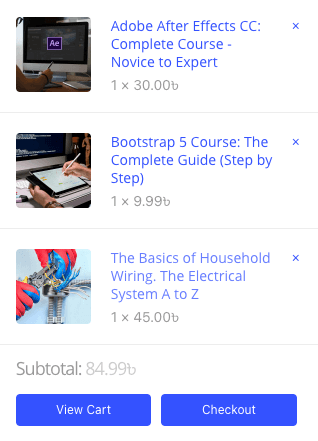 Ae
Adobe After Effects CC:
Complete Course -
Novice to Expert
×
1 × 30.00৳
Bootstrap 5 Course: The
Complete Guide (Step by
Step)
×
1 × 9.99৳
The Basics of Household
Wiring. The Electrical
System A to Z
×
1 × 45.00৳
Subtotal: 84.99৳
View Cart
Checkout